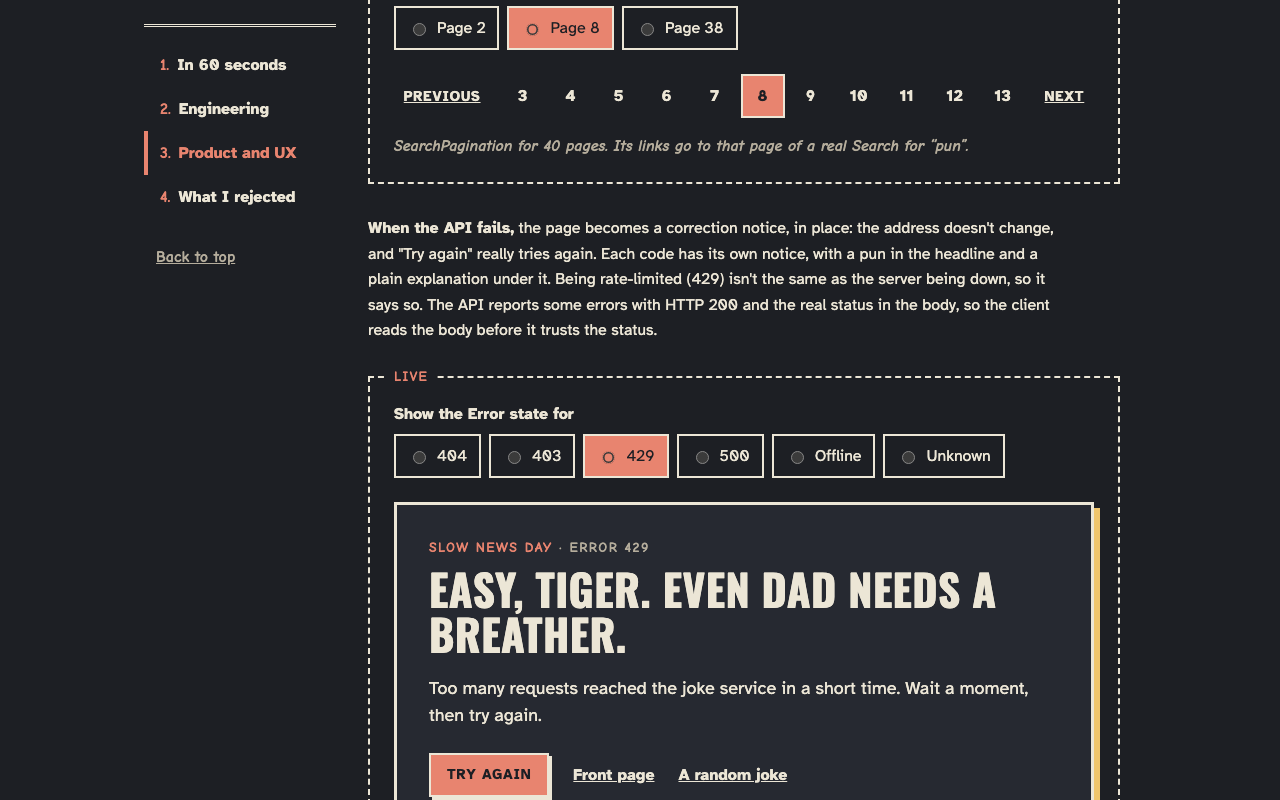 1. In 60 seconds
2. Engineering
3. Product and UX
4. What I rejected
Back to top
Page 2 Page 8 Page 38
PREVIOUS 3 4 5 6 7 8 9 10 11 12 13 NEXT
SearchPagination for 40 pages. Its links go to that page of a real Search for “pun”.
When the API fails, the page becomes a correction notice, in place: the address doesn't change,
and "Try again" really tries again. Each code has its own notice, with a pun in the headline and a
plain explanation under it. Being rate-limited (429) isn't the same as the server being down, so it
says so. The API reports some errors with HTTP 200 and the real status in the body, so the client
reads the body before it trusts the status.
LIVE
Show the Error state for
404 403 429 500 Offline Unknown
SLOW NEWS DAY · ERROR 429
EASY, TIGER. EVEN DAD NEEDS A
BREATHER.
Too many requests reached the joke service in a short time. Wait a moment,
then try again.
TRY AGAIN Front page A random joke